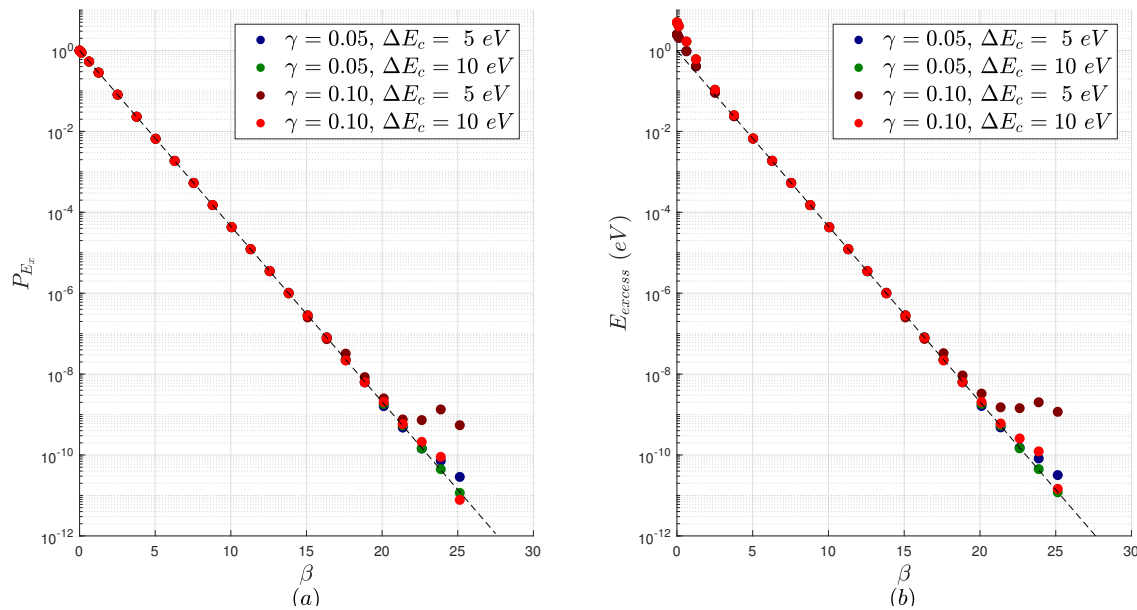 γ = 0.05, ΔE_c = 5 eV
γ = 0.05, ΔE_c = 10 eV
γ = 0.10, ΔE_c = 5 eV
γ = 0.10, ΔE_c = 10 eV
10^0
10^-2
10^-4
10^-6
10^-8
10^-10
10^-12
P_{E_x}
0 5 10 15 20 25 30
β
(a)
γ = 0.05, ΔE_c = 5 eV
γ = 0.05, ΔE_c = 10 eV
γ = 0.10, ΔE_c = 5 eV
γ = 0.10, ΔE_c = 10 eV
10^0
10^-2
10^-4
10^-6
10^-8
10^-10
10^-12
E_{excess} (eV)
0 5 10 15 20 25 30
β
(b)